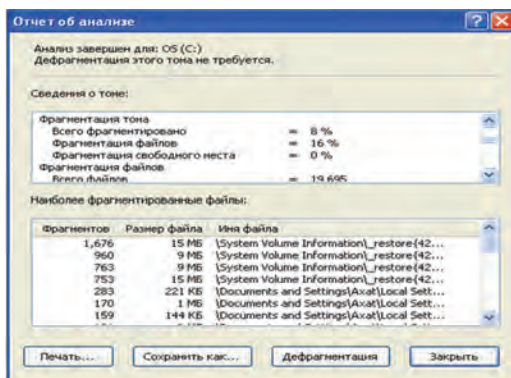 Отчет об анализе
Анализ завершен для: OS (C:)
Дефрагментация этого тома не требуется.
Сведения о томе:
Фрагментация тома
Всего фрагментировано = 8 %
Фрагментация файлов = 16 %
Фрагментация свободного места = 0 %
Фрагментация файлов
Всего файлов = 19,695
Наиболее фрагментированные файлы:
Фрагментов Размер файла Имя файла
1,676 15 МБ \System Volume Information\_restore{42...
960 9 МБ \System Volume Information\_restore{42...
763 9 МБ \System Volume Information\_restore{42...
753 15 МБ \System Volume Information\_restore{42...
283 221 КБ \Documents and Settings\Axat\Local Sett...
170 1 МБ \Documents and Settings\Axat\Local Sett...
159 144 КБ \Documents and Settings\Axat\Local Sett...
Печать...
Сохранить как...
Дефрагментация
Закрыть